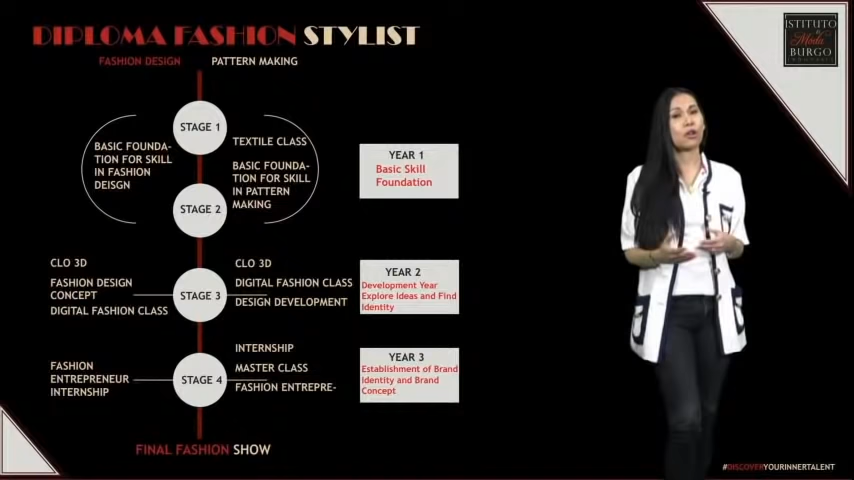 DIPLOMA FASHION STYLIST
FASHION DESIGN
PATTERN MAKING
STAGE 1
BASIC FOUNDA-
TION FOR SKILL
IN FASHION
DEISGN
TEXTILE CLASS
BASIC FOUNDA-
TION FOR SKILL
IN PATTERN
MAKING
STAGE 2
YEAR 1
Basic Skill
Foundation
CLO 3D
FASHION DESIGN
CONCEPT
DIGITAL FASHION CLASS
STAGE 3
CLO 3D
DIGITAL FASHION CLASS
DESIGN DEVELOPMENT
YEAR 2
Development Year
Explore Ideas and Find
Identity
FASHION
ENTREPRENEUR
INTERNSHIP
STAGE 4
INTERNSHIP
MASTER CLASS
FASHION ENTREPRE-
YEAR 3
Establishment of Brand
Identity and Brand
Concept
FINAL FASHION SHOW
ISTITUTO
di Moda
BURGO
INDONESIA
#DISCOVERYOURINNERTALENT